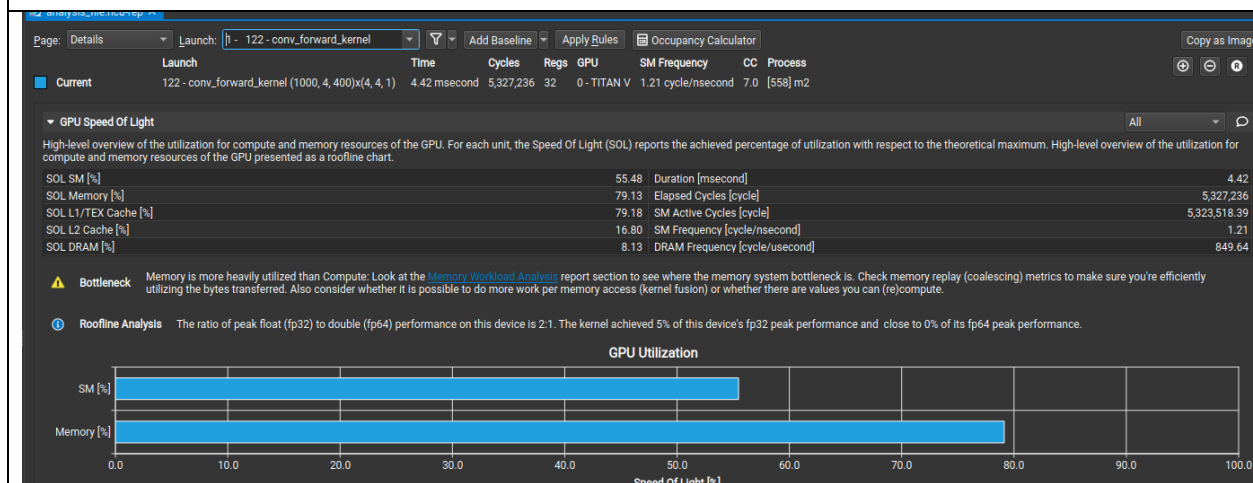 analysis_file.ncu-rep ×
Page: Details Launch: 1 - 122 - conv_forward_kernel Add Baseline Apply Rules Occupancy Calculator Copy as Image
Launch Time Cycles Regs GPU SM Frequency CC Process
Current 122 - conv_forward_kernel (1000, 4, 400)x(4, 4, 1) 4.42 msecond 5,327,236 32 0 - TITAN V 1.21 cycle/nsecond 7.0 [558] m2
GPU Speed Of Light All
High-level overview of the utilization for compute and memory resources of the GPU. For each unit, the Speed Of Light (SOL) reports the achieved percentage of utilization with respect to the theoretical maximum. High-level overview of the utilization for
compute and memory resources of the GPU presented as a roofline chart.
SOL SM [%] 55.48 Duration [msecond] 4.42
SOL Memory [%] 79.13 Elapsed Cycles [cycle] 5,327,236
SOL L1/TEX Cache [%] 79.18 SM Active Cycles [cycle] 5,323,518.39
SOL L2 Cache [%] 16.80 SM Frequency [cycle/nsecond] 1.21
SOL DRAM [%] 8.13 DRAM Frequency [cycle/usecond] 849.64
Memory is more heavily utilized than Compute: Look at the Memory Workload Analysis report section to see where the memory system bottleneck is. Check memory replay (coalescing) metrics to make sure you're efficiently
Bottleneck utilizing the bytes transferred. Also consider whether it is possible to do more work per memory access (kernel fusion) or whether there are values you can (re)compute.
Roofline Analysis The ratio of peak float (fp32) to double (fp64) performance on this device is 2:1. The kernel achieved 5% of this device's fp32 peak performance and close to 0% of its fp64 peak performance.
GPU Utilization
SM [%]
Memory [%]
0.0 10.0 20.0 30.0 40.0 50.0 60.0 70.0 80.0 90.0 100.0
Speed Of Light [%]